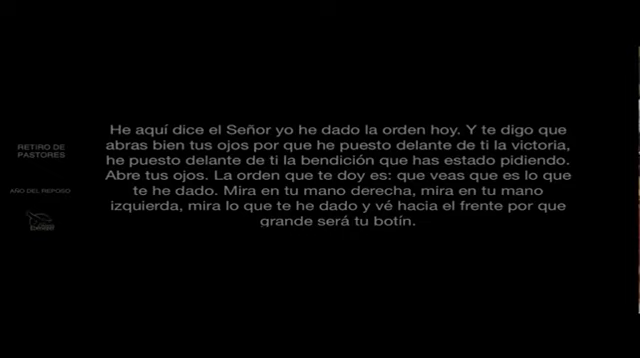 RETIRO DE
PASTORES
AÑO DEL REPOSO
He aquí dice el Señor yo he dado la orden hoy. Y te digo que
abras bien tus ojos por que he puesto delante de ti la victoria,
he puesto delante de ti la bendición que has estado pidiendo.
Abre tus ojos. La orden que te doy es: que veas que es lo que
te he dado. Mira en tu mano derecha, mira en tu mano
izquierda, mira lo que te he dado y vé hacia el frente por que
grande será tu botín.